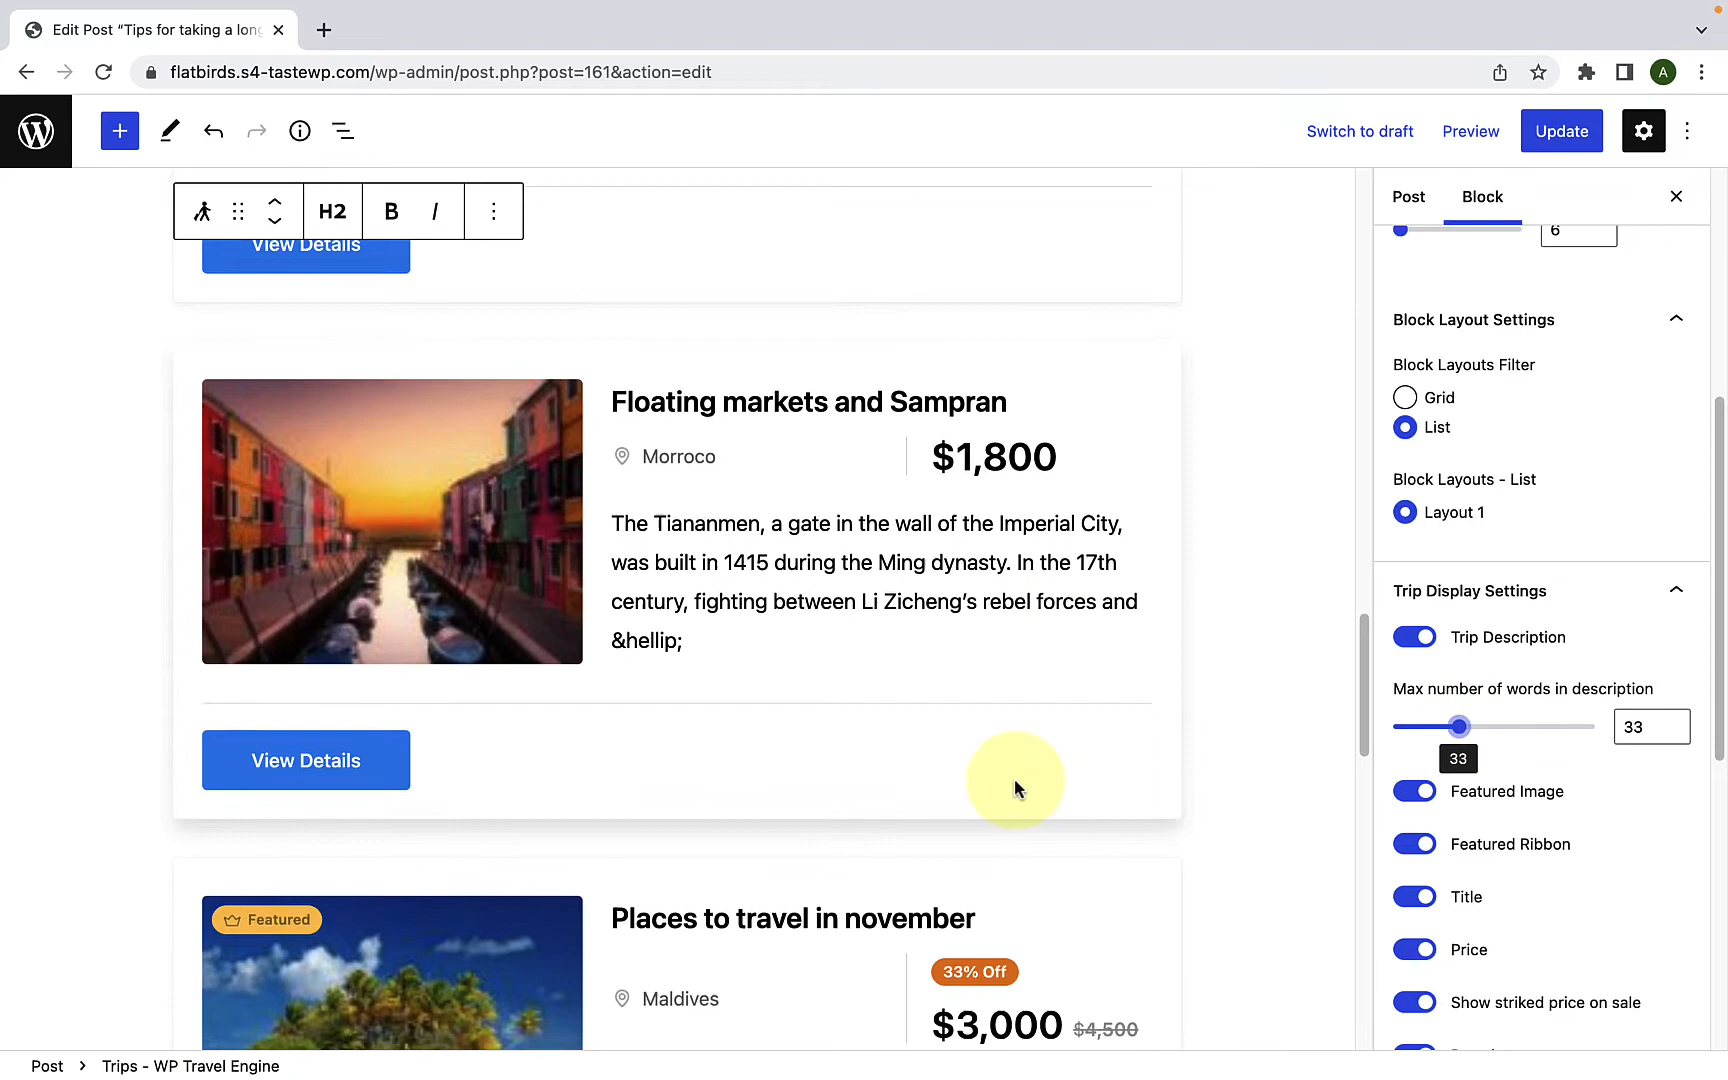 Edit Post “Tips for taking a long
flatbirds.s4-tastewp.com/wp-admin/post.php?post=161&action=edit
A
Switch to draft
Preview
Update
H2
B
I
View Details
Floating markets and Sampran
Morroco
$1,800
The Tiananmen, a gate in the wall of the Imperial City,
was built in 1415 during the Ming dynasty. In the 17th
century, fighting between Li Zicheng’s rebel forces and
&hellip;
View Details
Featured
Places to travel in november
33% Off
Maldives
$3,000 $4,500
Post
Block
6
Block Layout Settings
Block Layouts Filter
Grid
List
Block Layouts - List
Layout 1
Trip Display Settings
Trip Description
Max number of words in description
33
33
Featured Image
Featured Ribbon
Title
Price
Show striked price on sale
Post
Trips - WP Travel Engine